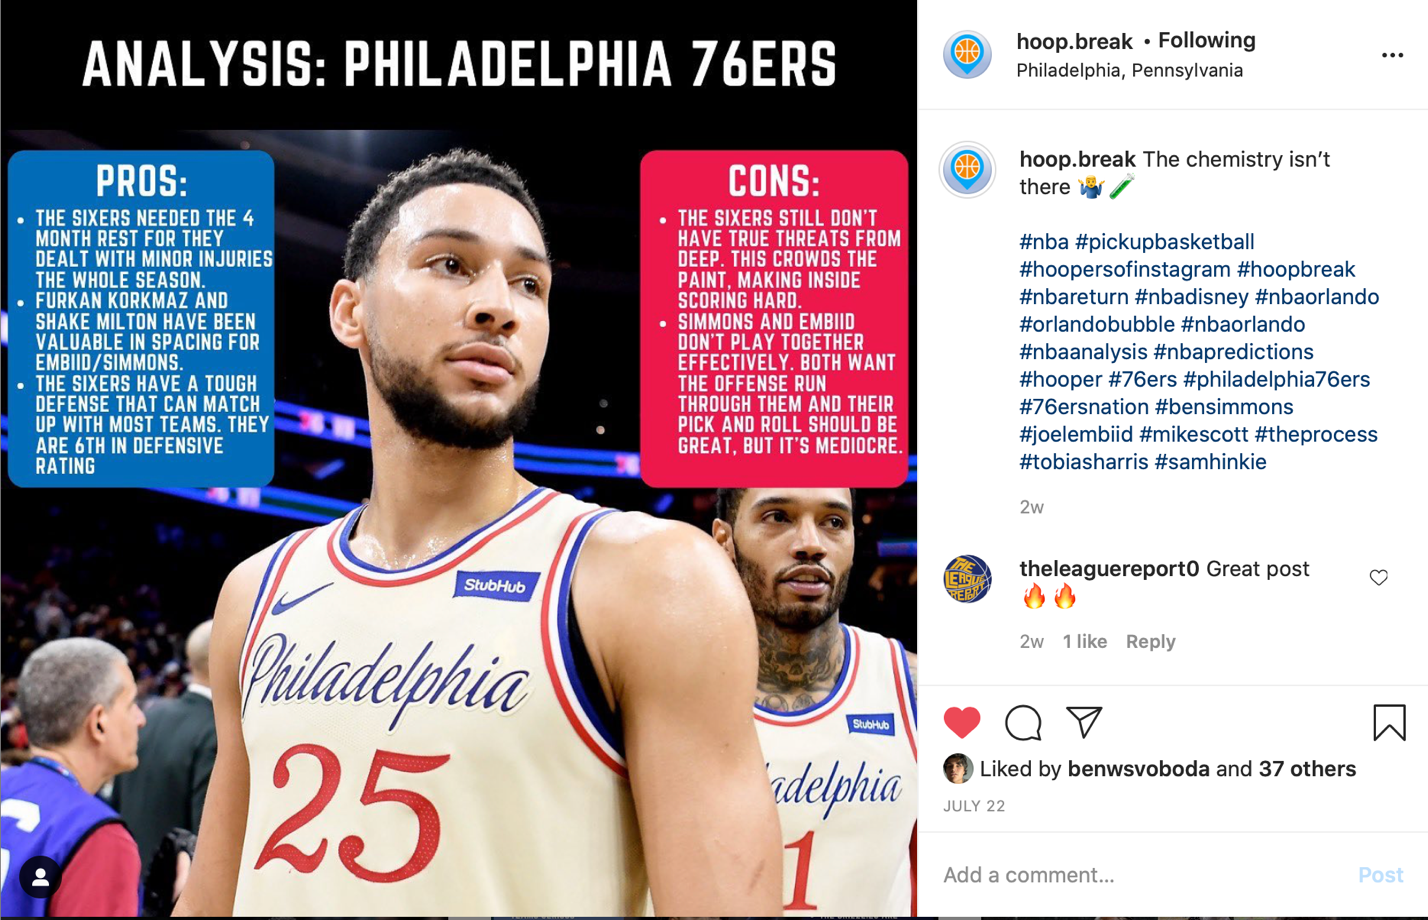 ANALYSIS: PHILADELPHIA 76ERS
PROS:
• THE SIXERS NEEDED THE 4
MONTH REST FOR THEY
DEALT WITH MINOR INJURIES
THE WHOLE SEASON.
• FURKAN KORKMAZ AND
SHAKE MILTON HAVE BEEN
VALUABLE IN SPACING FOR
EMBIID/SIMMONS.
• THE SIXERS HAVE A TOUGH
DEFENSE THAT CAN MATCH
UP WITH MOST TEAMS. THEY
ARE 6TH IN DEFENSIVE
RATING
CONS:
• THE SIXERS STILL DON'T
HAVE TRUE THREATS FROM
DEEP. THIS CROWDS THE
PAINT, MAKING INSIDE
SCORING HARD.
• SIMMONS AND EMBIID
DON'T PLAY TOGETHER
EFFECTIVELY. BOTH WANT
THE OFFENSE RUN
THROUGH THEM AND THEIR
PICK AND ROLL SHOULD BE
GREAT, BUT IT'S MEDIOCRE.
StubHub
Philadelphia
25
StubHub
adelphia
1
hoop.break • Following
Philadelphia, Pennsylvania
hoop.break The chemistry isn't
there 🤷‍♂️🧪
#nba #pickupbasketball
#hoopersofinstagram #hoopbreak
#nbareturn #nbadisney #nbaorlando
#orlandobubble #nbaorlando
#nbaanalysis #nbapredictions
#hooper #76ers #philadelphia76ers
#76ersnation #bensimmons
#joelembiid #mikescott #theprocess
#tobiasharris #samhinkie
2w
THE
LEAGUE
REPORT
theleaguereport0 Great post
🔥🔥
2w 1 like Reply
Liked by benwsvoboda and 37 others
JULY 22
Add a comment...
Post